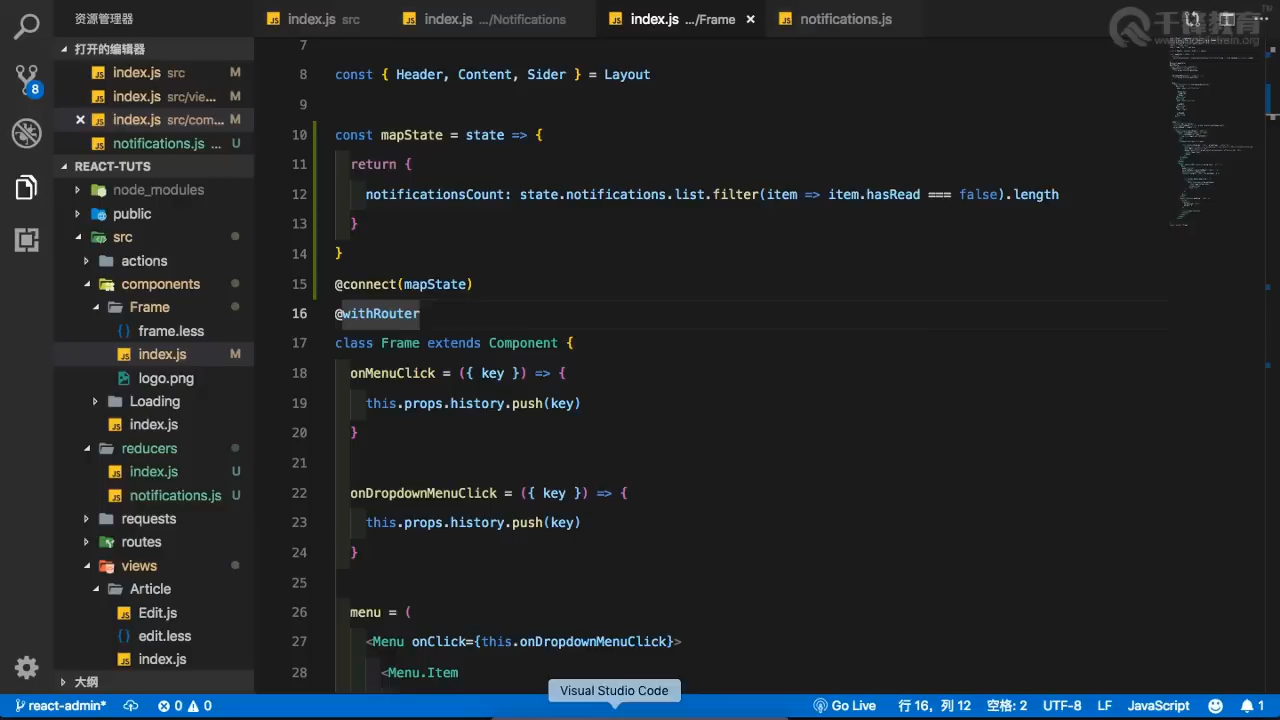 index.js src
index.js .../Notifications
index.js .../Frame
notifications.js
千锋教育
资源管理器
打开的编辑器
index.js src M
index.js src/vie... M
index.js src/com... M
notifications.js ... U
REACT-TUTS
node_modules
public
src
actions
components
Frame
frame.less
index.js M
logo.png
Loading
index.js
reducers
index.js U
notifications.js U
requests
routes
views
Article
Edit.js
edit.less
index.js
大纲
8
7
8 const { Header, Content, Sider } = Layout
9
10 const mapState = state => {
11 return {
12 notificationsCount: state.notifications.list.filter(item => item.hasRead === false).length
13 }
14 }
15 @connect(mapState)
16 @withRouter
17 class Frame extends Component {
18 onMenuClick = ({ key }) => {
19 this.props.history.push(key)
20 }
21
22 onDropdownMenuClick = ({ key }) => {
23 this.props.history.push(key)
24 }
25
26 menu = (
27 <Menu onClick={this.onDropdownMenuClick}>
28 <Menu.Item
Visual Studio Code
react-admin* 0 0 Go Live 行 16，列 12 空格: 2 UTF-8 LF JavaScript 1